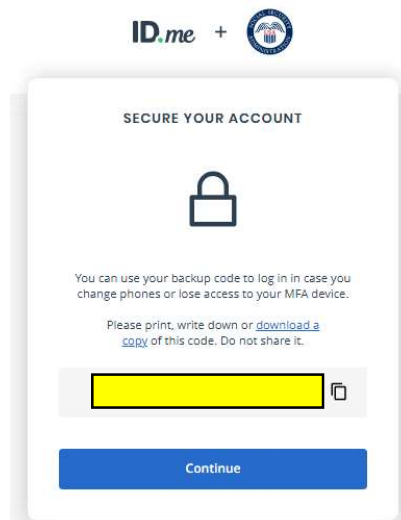 ID.me +
SECURE YOUR ACCOUNT
You can use your backup code to log in in case you
change phones or lose access to your MFA device.
Please print, write down or download a
copy of this code. Do not share it.
Continue